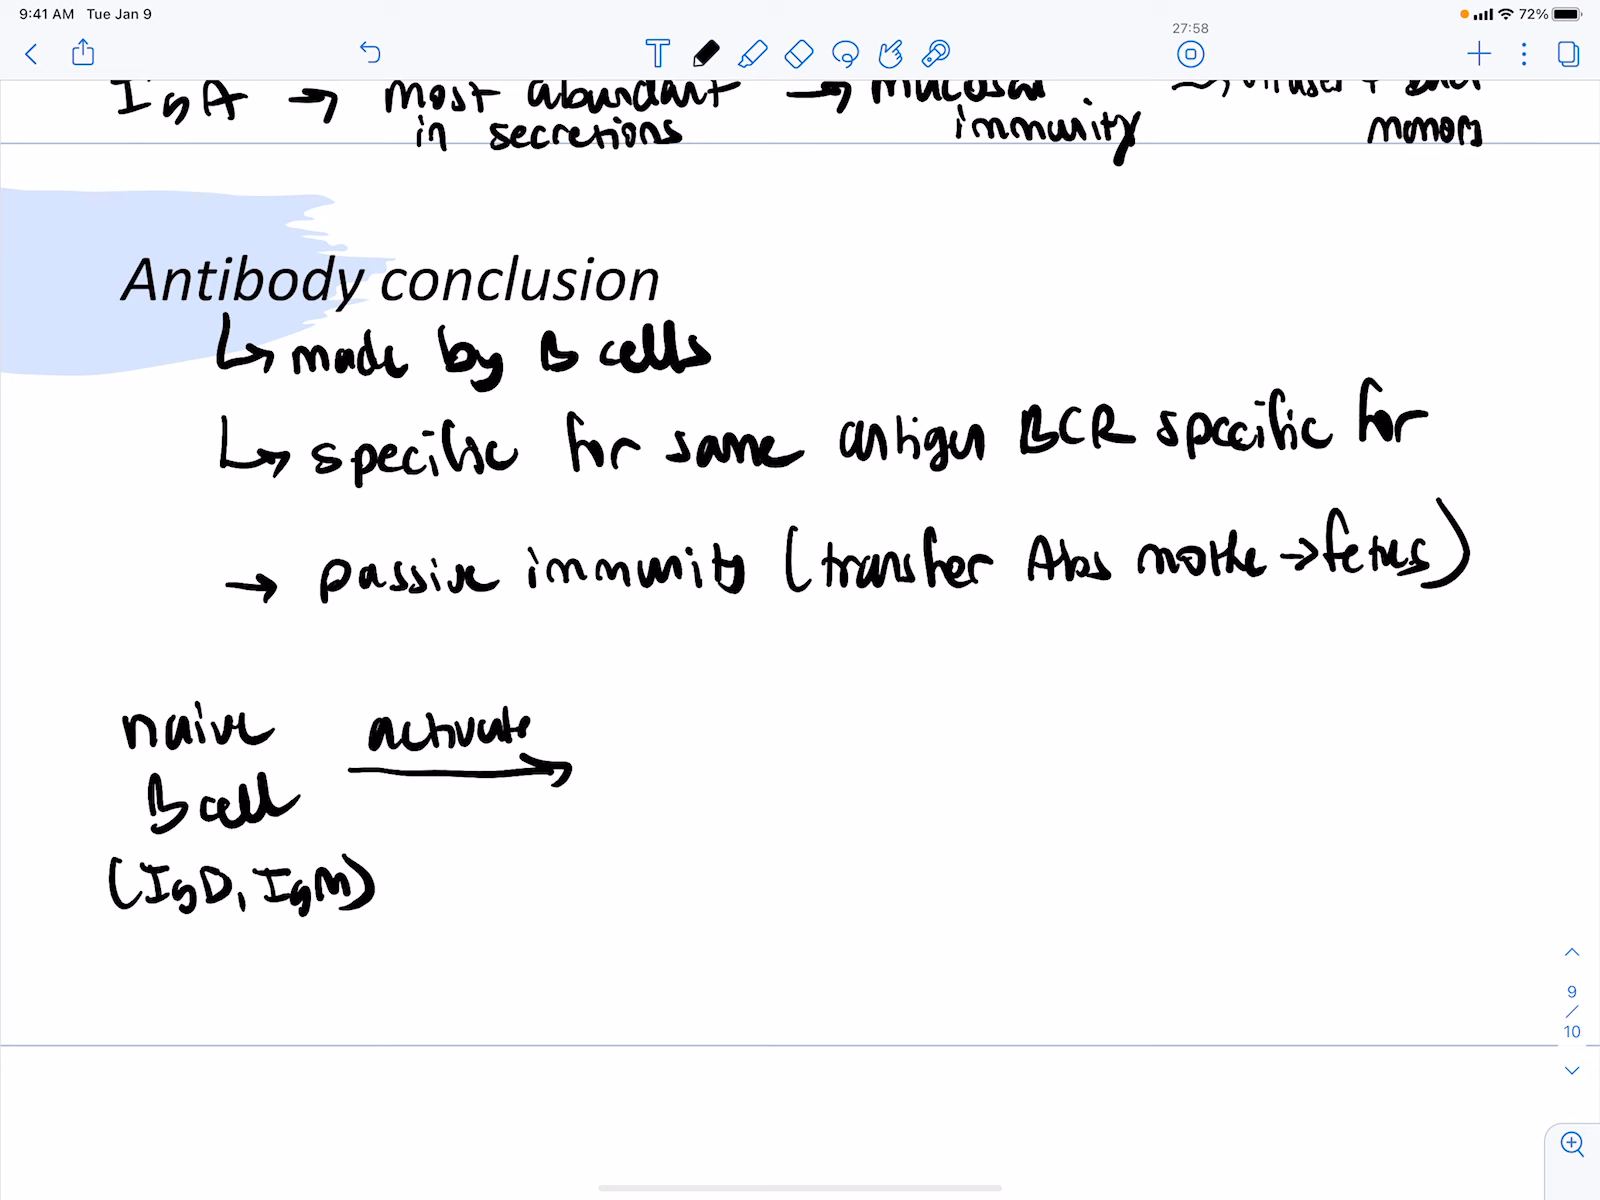 9:41 AM Tue Jan 9
72%
27:58
IgA → most abundant → mucosal
in secretions immunity
Antibody conclusion
↳ made by B cells
↳ specific for same antigen BCR specific for
→ passive immunity (transfer Abs mothe → fetus)
naive activate
B cell
(IgD, IgM)
9
/
10